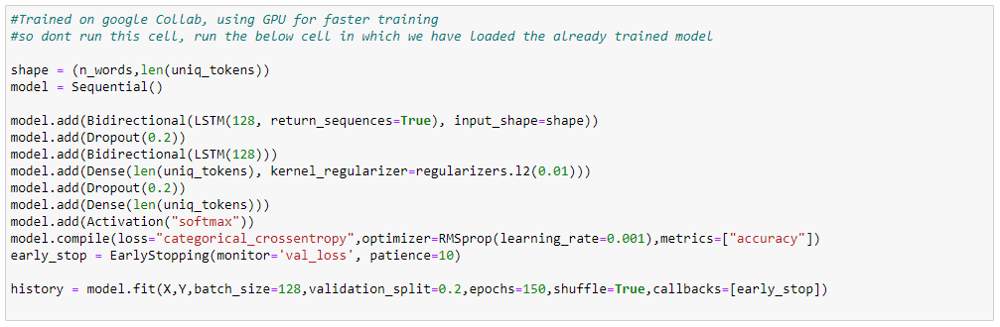 #Trained on google Collab, using GPU for faster training
#so dont run this cell, run the below cell in which we have loaded the already trained model
shape = (n_words,len(uniq_tokens))
model = Sequential()
model.add(Bidirectional(LSTM(128, return_sequences=True), input_shape=shape))
model.add(Dropout(0.2))
model.add(Bidirectional(LSTM(128)))
model.add(Dense(len(uniq_tokens), kernel_regularizer=regularizers.l2(0.01)))
model.add(Dropout(0.2))
model.add(Dense(len(uniq_tokens)))
model.add(Activation("softmax"))
model.compile(loss="categorical_crossentropy",optimizer=RMSprop(learning_rate=0.001),metrics=["accuracy"])
early_stop = EarlyStopping(monitor='val_loss', patience=10)
history = model.fit(X,Y,batch_size=128,validation_split=0.2,epochs=150,shuffle=True,callbacks=[early_stop])